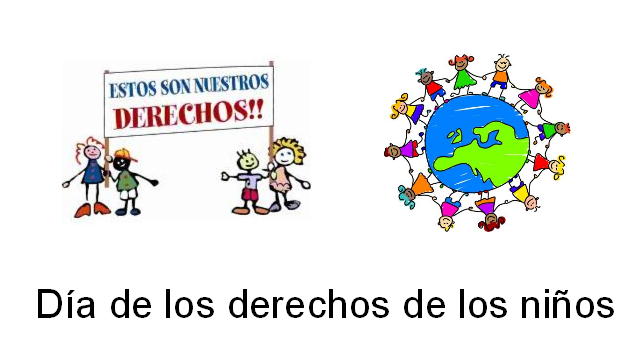 ESTOS SON NUESTROS
DERECHOS!!
Día de los derechos de los niños